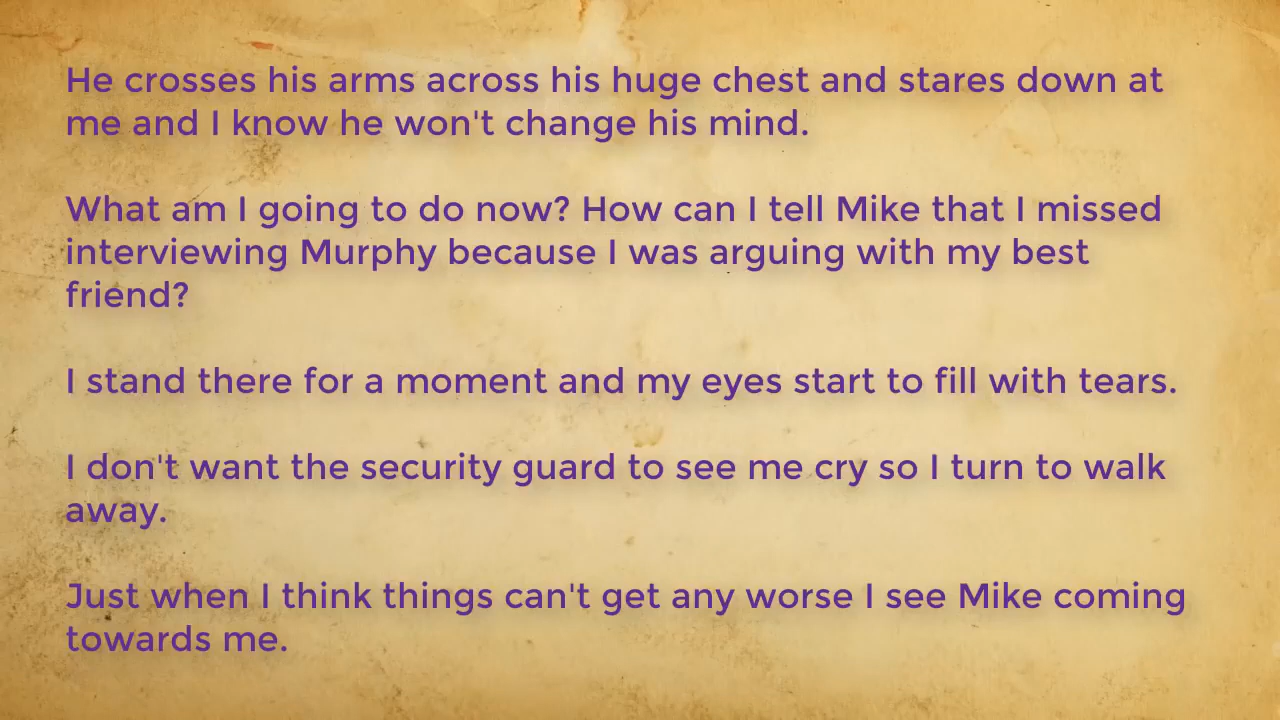 He crosses his arms across his huge chest and stares down at
me and I know he won't change his mind.
What am I going to do now? How can I tell Mike that I missed
interviewing Murphy because I was arguing with my best
friend?
I stand there for a moment and my eyes start to fill with tears.
I don't want the security guard to see me cry so I turn to walk
away.
Just when I think things can't get any worse I see Mike coming
towards me.